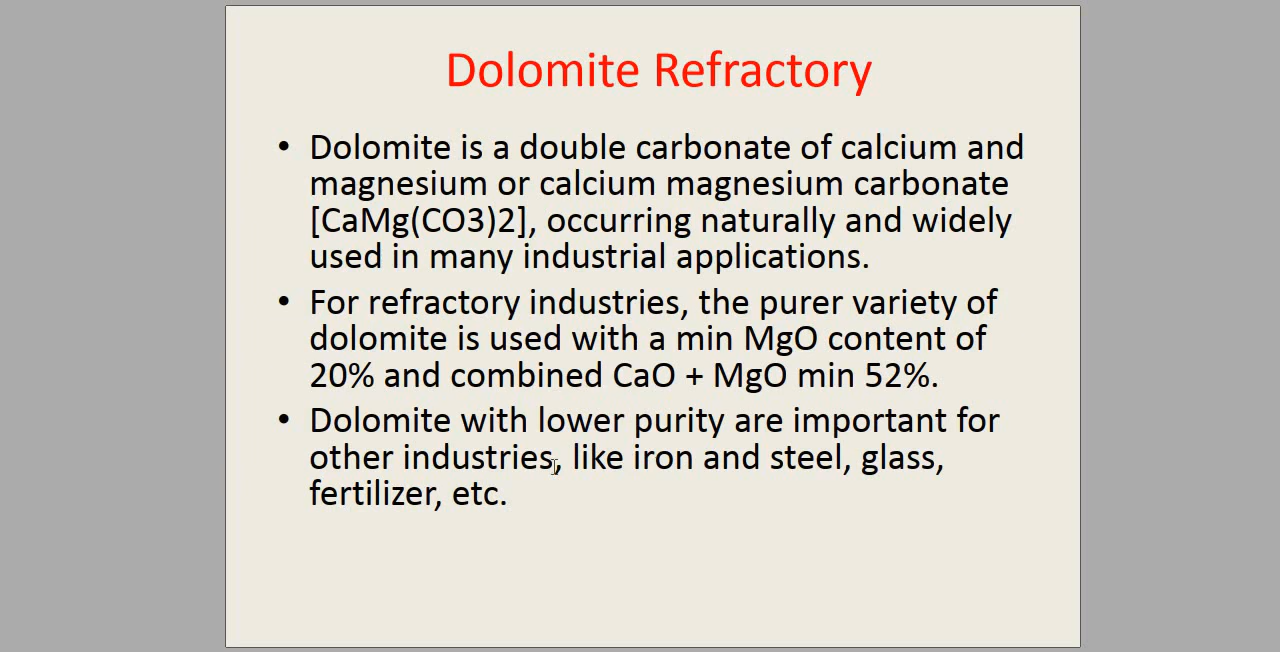 Dolomite Refractory
• Dolomite is a double carbonate of calcium and
magnesium or calcium magnesium carbonate
[CaMg(CO3)2], occurring naturally and widely
used in many industrial applications.
• For refractory industries, the purer variety of
dolomite is used with a min MgO content of
20% and combined CaO + MgO min 52%.
• Dolomite with lower purity are important for
other industries, like iron and steel, glass,
fertilizer, etc.